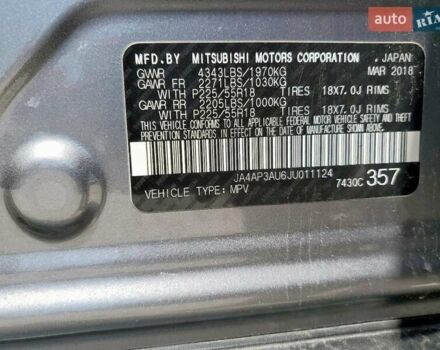 MFD.BY MITSUBISHI MOTORS CORPORATION , JAPAN
GVWR 4343LBS/1970KG MAR 2018
GAWR FR 2271LBS/1030KG
WITH P225/55R18 TIRES 18X7.0J RIMS
GAWR RR 2205LBS/1000KG
WITH P225/55R18 TIRES 18X7.0J RIMS
THIS VEHICLE CONFORMS TO ALL APPLICABLE FEDERAL MOTOR VEHICLE SAFETY, BUMPER, AND THEFT
PREVENTION STANDARDS IN EFFECT ON THE DATE OF MANUFACTURE SHOWN ABOVE.
JA4AP3AU6JU011124
VEHICLE TYPE: MPV 7430C 357
AUTO RIA